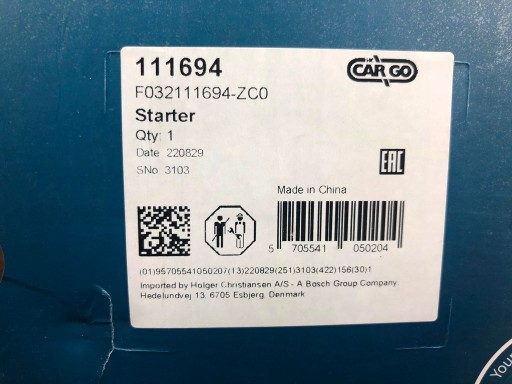 111694
CARGO
F032111694-ZC0
Starter
Qty: 1
Date 220829
SNo. 3103
EAC
Made in China
5 705541 050204
(01)95705541050207(13)220829(251)3103(422)156(30)1
Imported by Holger Christiansen A/S - A Bosch Group Company
Hedelundvej 13, 6705 Esbjerg, Denmark
Your